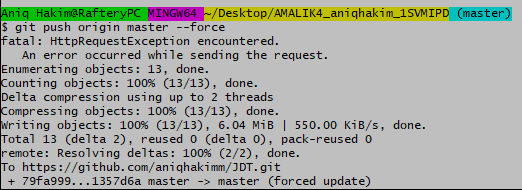 Aniq Hakim@RafteryPC MINGW64 ~/Desktop/AMALIK4_aniqhakim_1SVMIPD (master)
$ git push origin master --force
fatal: HttpRequestException encountered.
   An error occurred while sending the request.
Enumerating objects: 13, done.
Counting objects: 100% (13/13), done.
Delta compression using up to 2 threads
Compressing objects: 100% (13/13), done.
Writing objects: 100% (13/13), 6.04 MiB | 550.00 KiB/s, done.
Total 13 (delta 2), reused 0 (delta 0), pack-reused 0
remote: Resolving deltas: 100% (2/2), done.
To https://github.com/aniqhakimm/JDT.git
 + 79fa999...1357d6a master -> master (forced update)